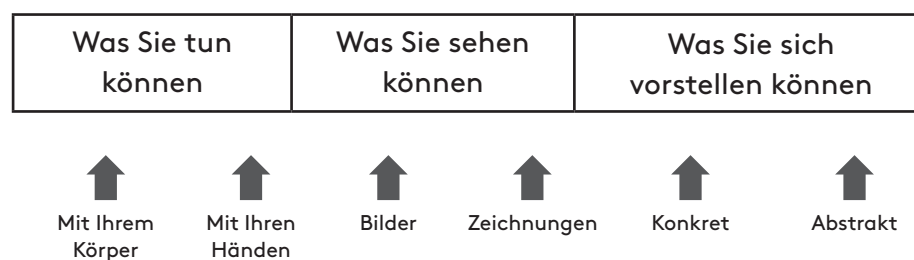 Was Sie tun
können
Was Sie sehen
können
Was Sie sich
vorstellen können
Mit Ihrem
Körper
Mit Ihren
Händen
Bilder
Zeichnungen
Konkret
Abstrakt